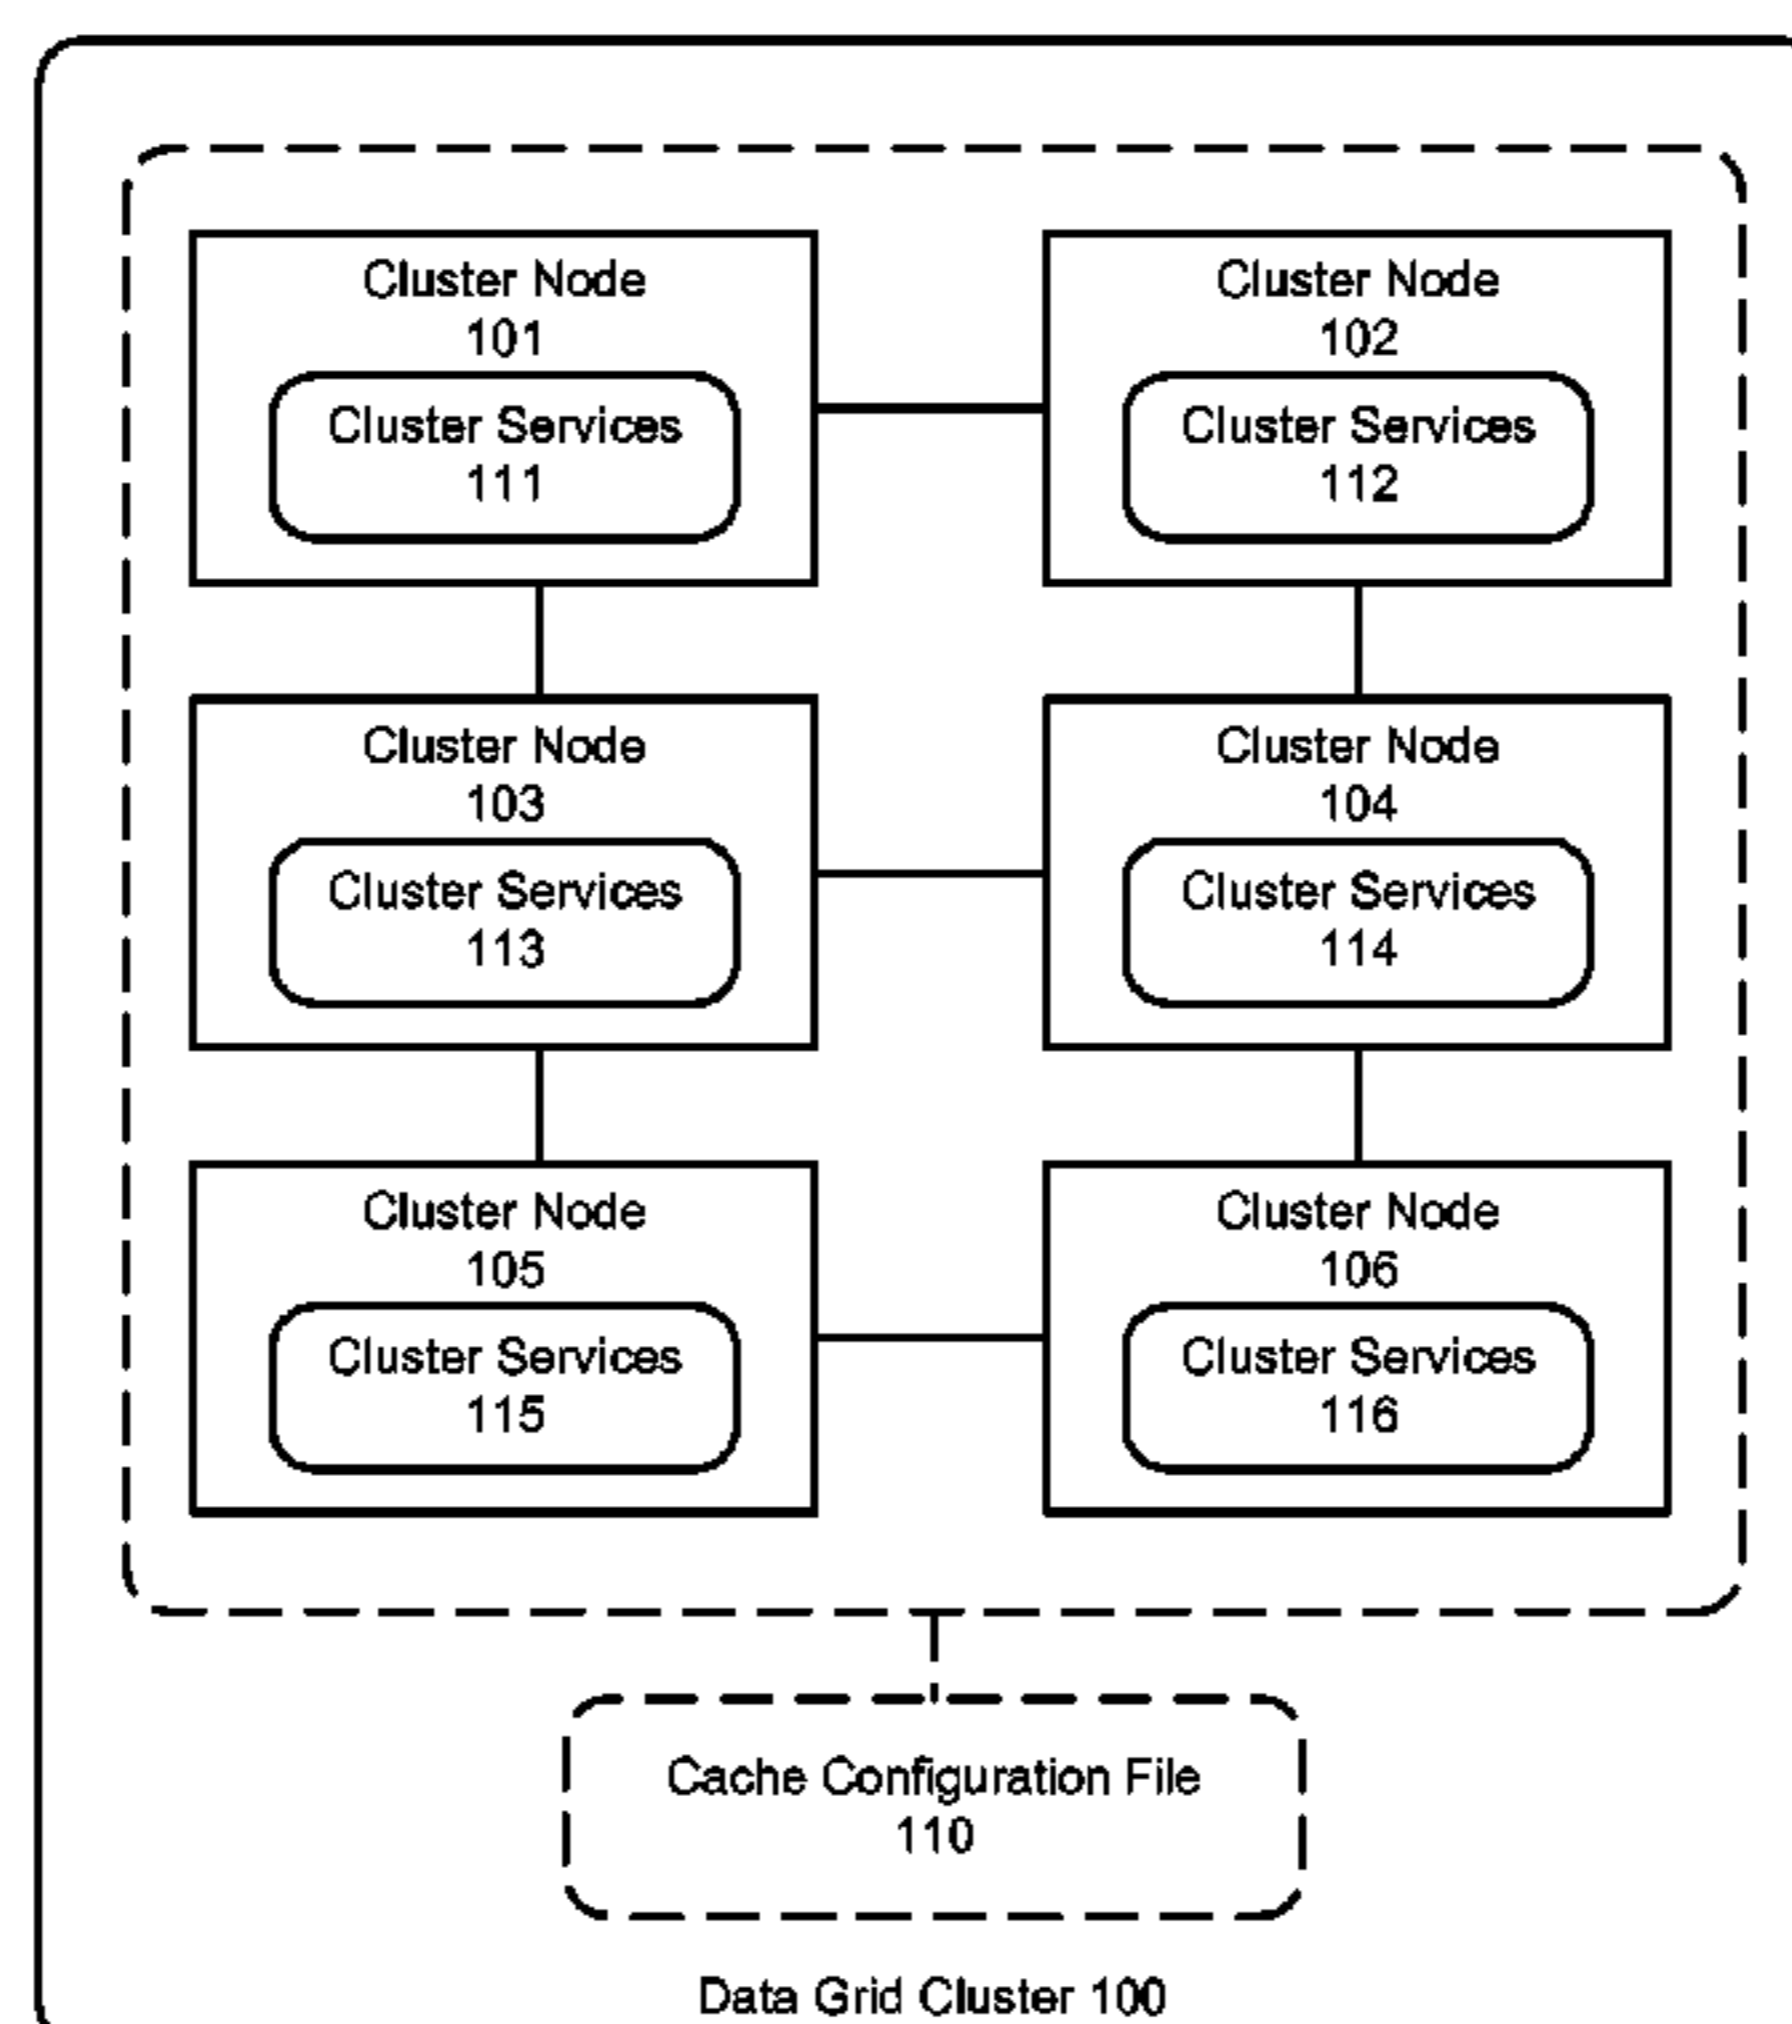 Cluster Node
101
Cluster Services
111
Cluster Node
102
Cluster Services
112
Cluster Node
103
Cluster Services
113
Cluster Node
104
Cluster Services
114
Cluster Node
105
Cluster Services
115
Cluster Node
106
Cluster Services
116
Cache Configuration File
110
Data Grid Cluster 100